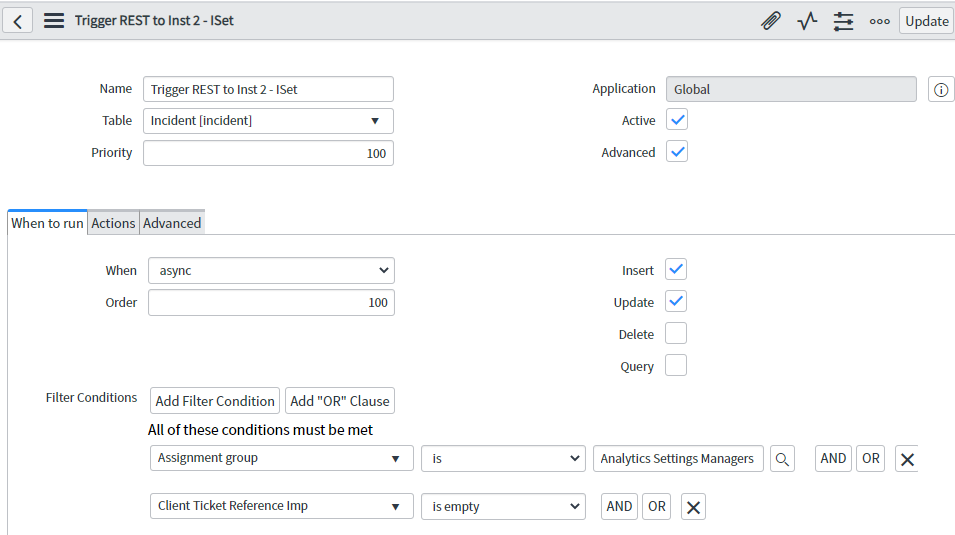 Trigger REST to Inst 2 - ISet
Update
Name Trigger REST to Inst 2 - ISet
Application Global
Table Incident [incident]
Active
Priority 100
Advanced
When to run Actions Advanced
When async
Insert
Order 100
Update
Delete
Query
Filter Conditions Add Filter Condition Add "OR" Clause
All of these conditions must be met
Assignment group is Analytics Settings Managers AND OR
Client Ticket Reference Imp is empty AND OR